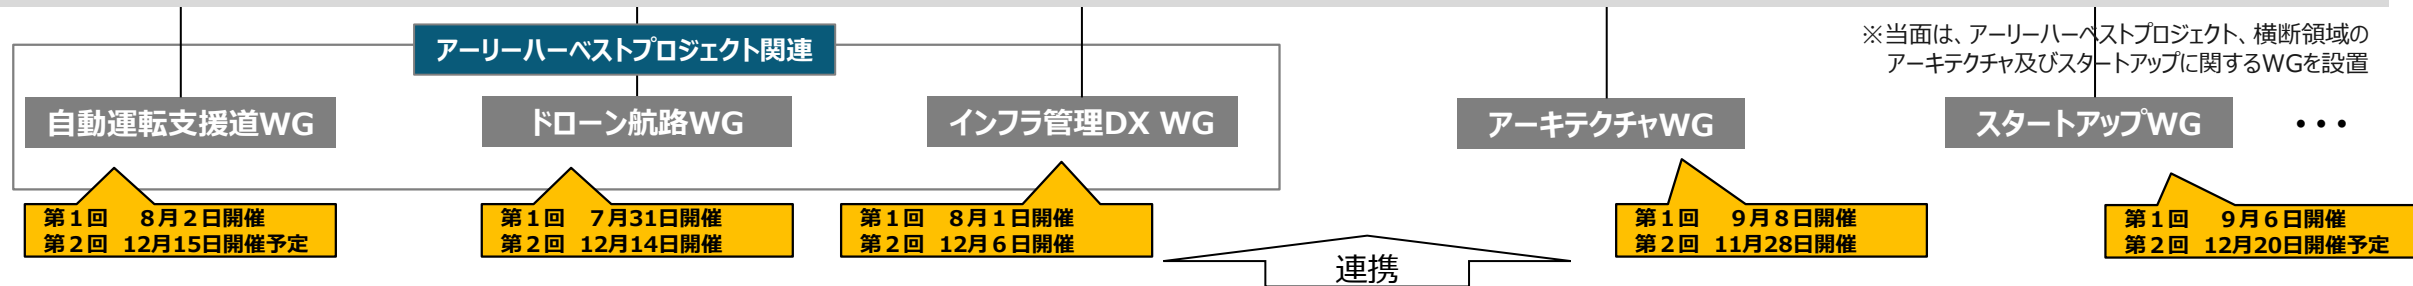 アーリーハーベストプロジェクト関連
※当面は、アーリーハーベストプロジェクト、横断領域の
アーキテクチャ及びスタートアップに関するWGを設置
自動運転支援道WG
ドローン航路WG
インフラ管理DX WG
アーキテクチャWG
スタートアップWG
・・・
第１回 ８月２日開催
第２回 12月15日開催予定
第１回 ７月31日開催
第２回 12月14日開催
第１回 ８月１日開催
第２回 12月６日開催
第１回 ９月８日開催
第２回 11月28日開催
第１回 ９月６日開催
第２回 12月20日開催予定
連携